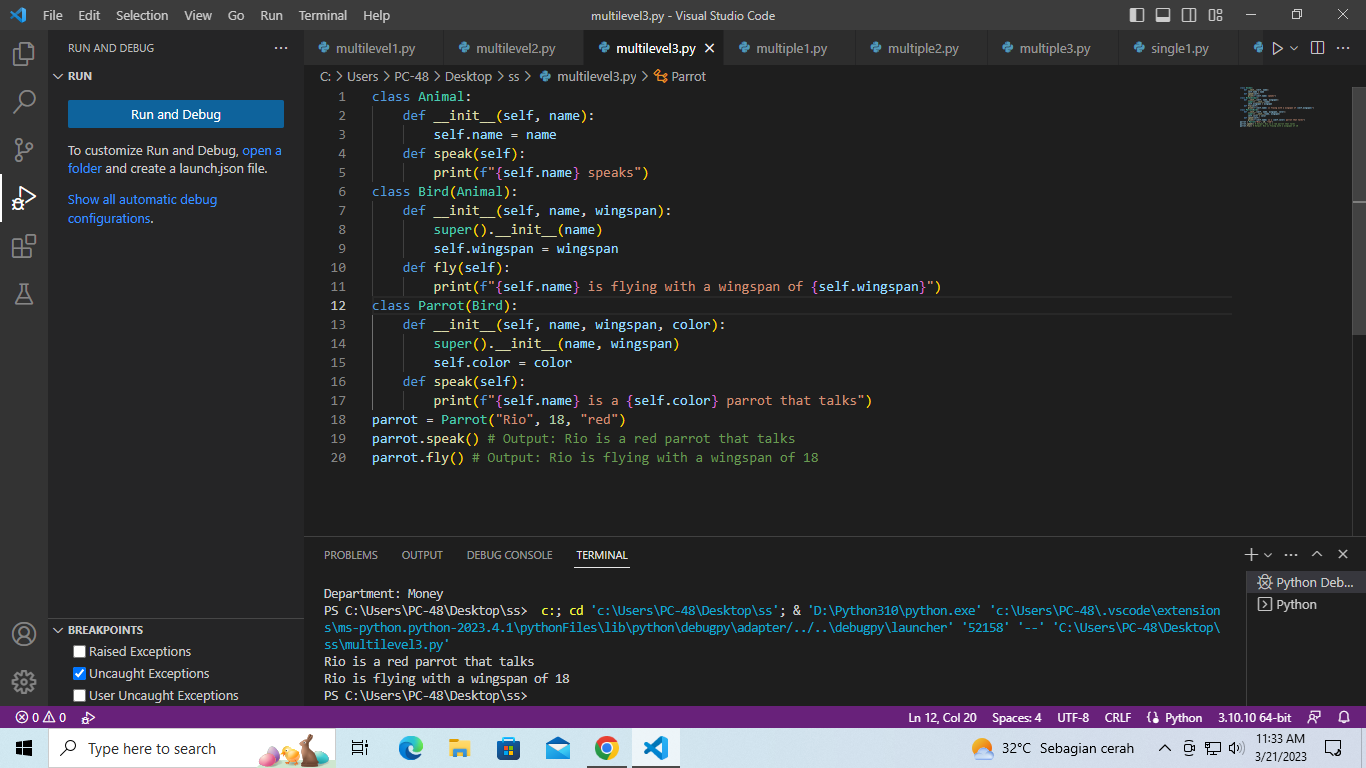 File Edit Selection View Go Run Terminal Help
multilevel3.py - Visual Studio Code
RUN AND DEBUG
RUN
Run and Debug
To customize Run and Debug, open a
folder and create a launch.json file.
Show all automatic debug
configurations.
BREAKPOINTS
Raised Exceptions
Uncaught Exceptions
User Uncaught Exceptions
multilevel1.py multilevel2.py multilevel3.py multiple1.py multiple2.py multiple3.py single1.py
C: > Users > PC-48 > Desktop > ss > multilevel3.py > Parrot
1 class Animal:
2     def __init__(self, name):
3         self.name = name
4     def speak(self):
5         print(f"{self.name} speaks")
6 class Bird(Animal):
7     def __init__(self, name, wingspan):
8         super().__init__(name)
9         self.wingspan = wingspan
10     def fly(self):
11         print(f"{self.name} is flying with a wingspan of {self.wingspan}")
12 class Parrot(Bird):
13     def __init__(self, name, wingspan, color):
14         super().__init__(name, wingspan)
15         self.color = color
16     def speak(self):
17         print(f"{self.name} is a {self.color} parrot that talks")
18 parrot = Parrot("Rio", 18, "red")
19 parrot.speak() # Output: Rio is a red parrot that talks
20 parrot.fly() # Output: Rio is flying with a wingspan of 18
PROBLEMS OUTPUT DEBUG CONSOLE TERMINAL
Department: Money
PS C:\Users\PC-48\Desktop\ss>  c:; cd 'c:\Users\PC-48\Desktop\ss'; & 'D:\Python310\python.exe' 'c:\Users\PC-48\.vscode\extension
s\ms-python.python-2023.4.1\pythonFiles\lib\python\debugpy\adapter/../..\debugpy\launcher' '52158' '--' 'C:\Users\PC-48\Desktop\
ss\multilevel3.py'
Rio is a red parrot that talks
Rio is flying with a wingspan of 18
PS C:\Users\PC-48\Desktop\ss>
Python Deb...
Python
0 0
Ln 12, Col 20 Spaces: 4 UTF-8 CRLF Python 3.10.10 64-bit
Type here to search
32°C Sebagian cerah
11:33 AM
3/21/2023